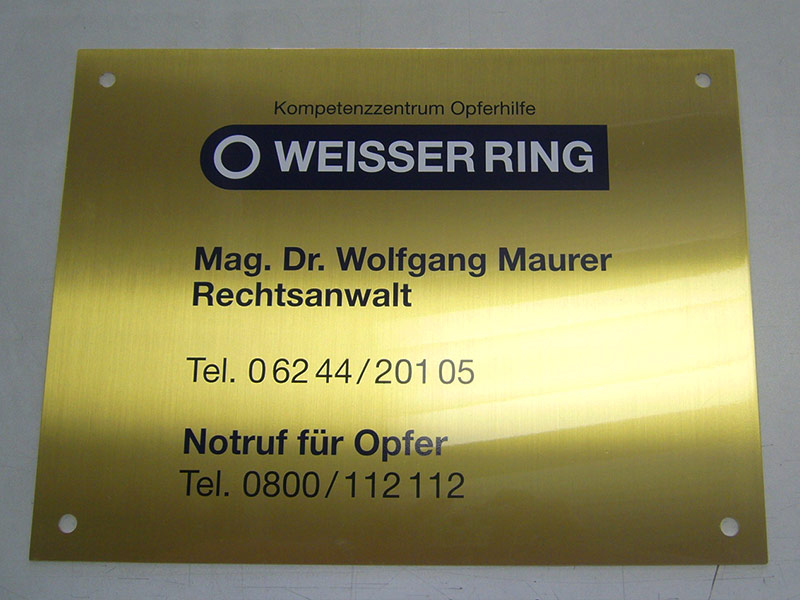 Kompetenzzentrum Opferhilfe
WEISSER RING
Mag. Dr. Wolfgang Maurer
Rechtsanwalt
Tel. 0 62 44 / 201 05
Notruf für Opfer
Tel. 0800 / 112 112